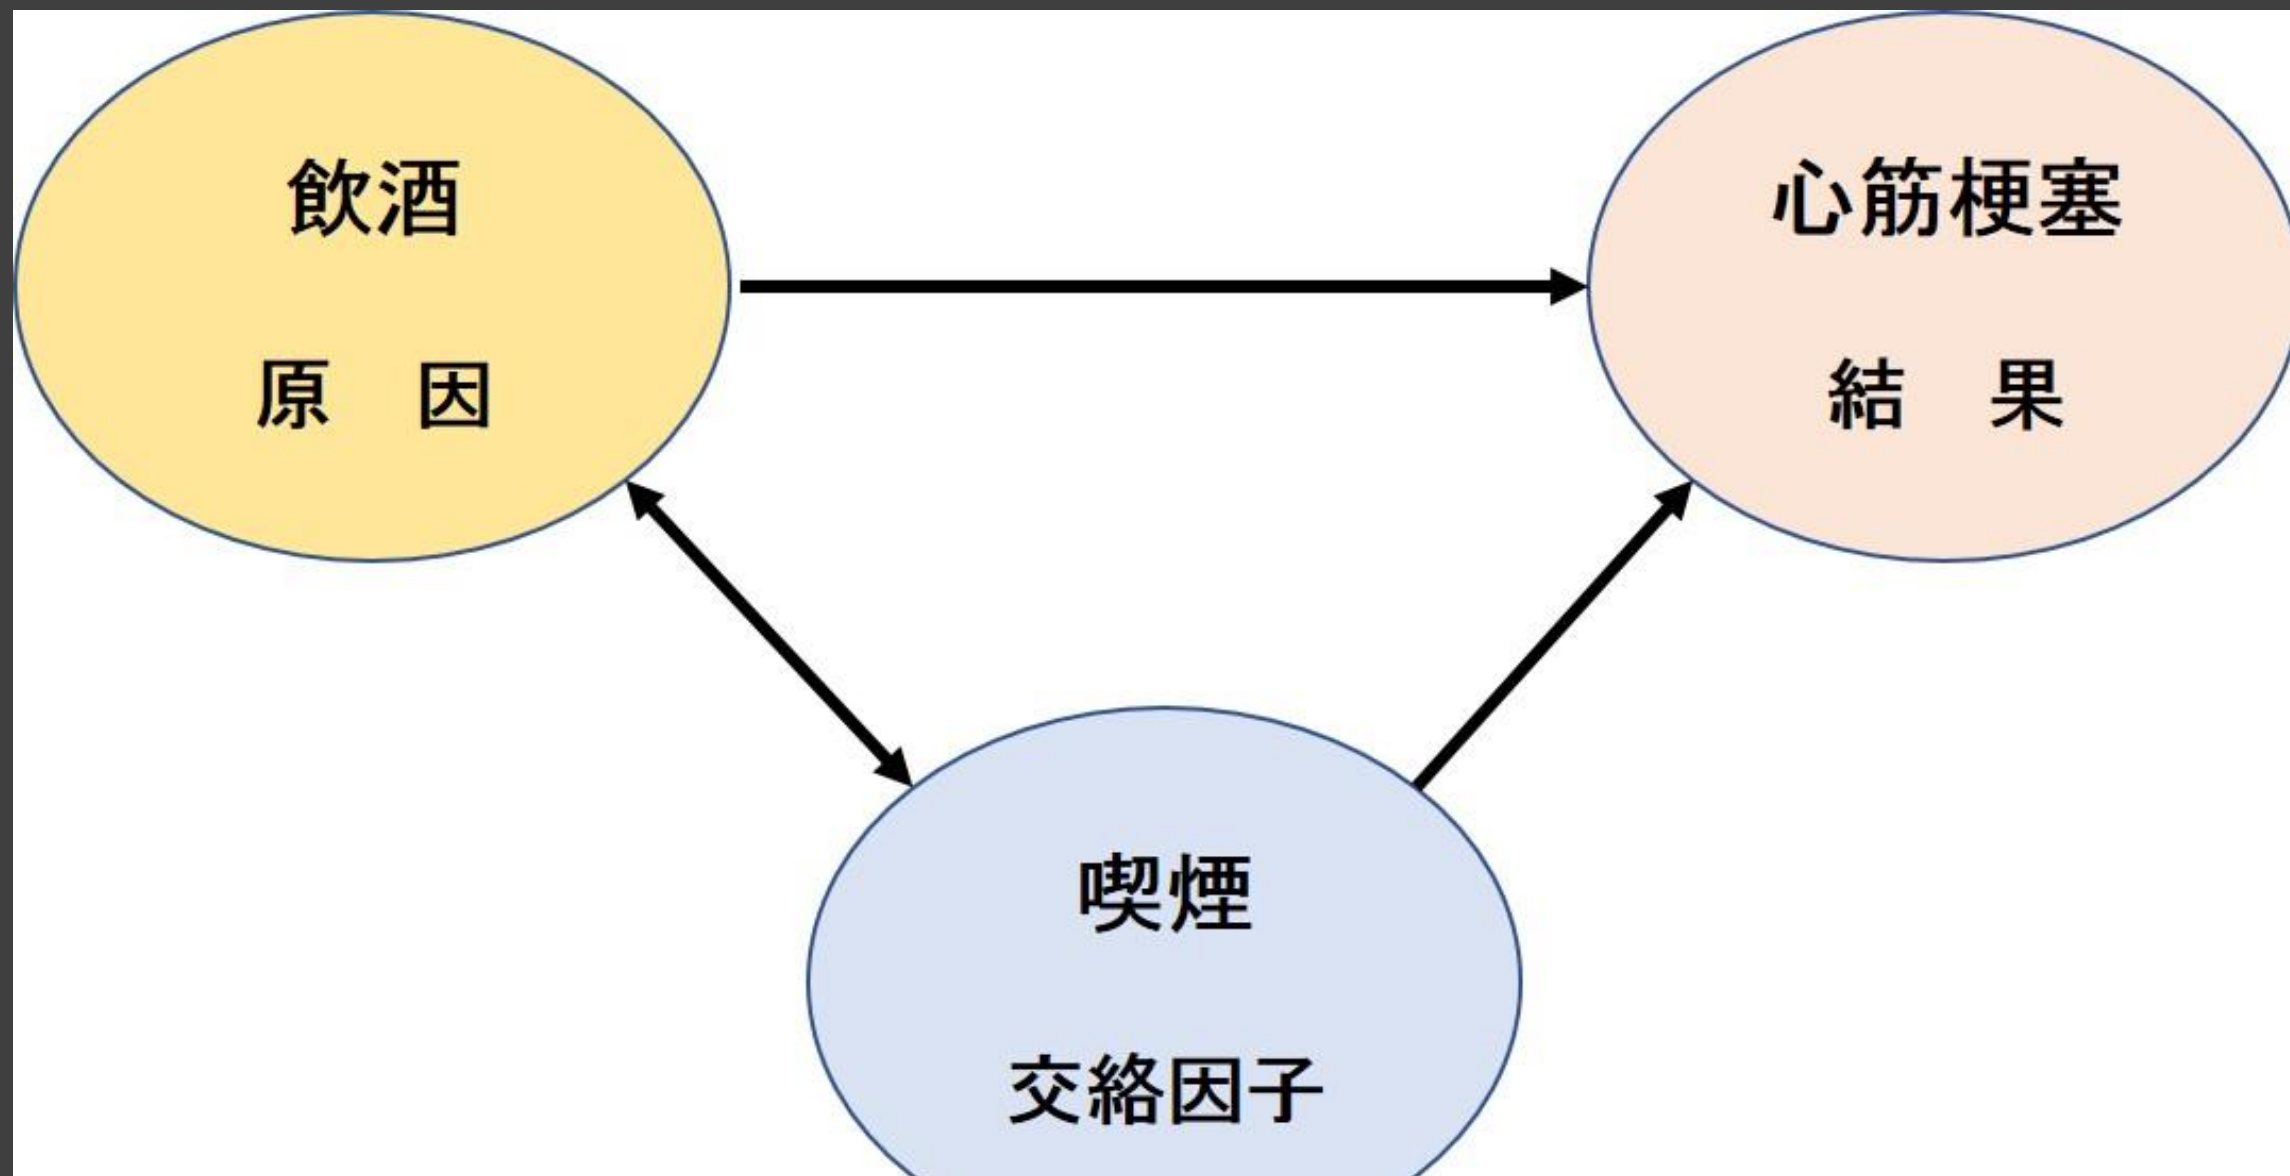 飲酒
原　因
心筋梗塞
結　果
喫煙
交絡因子